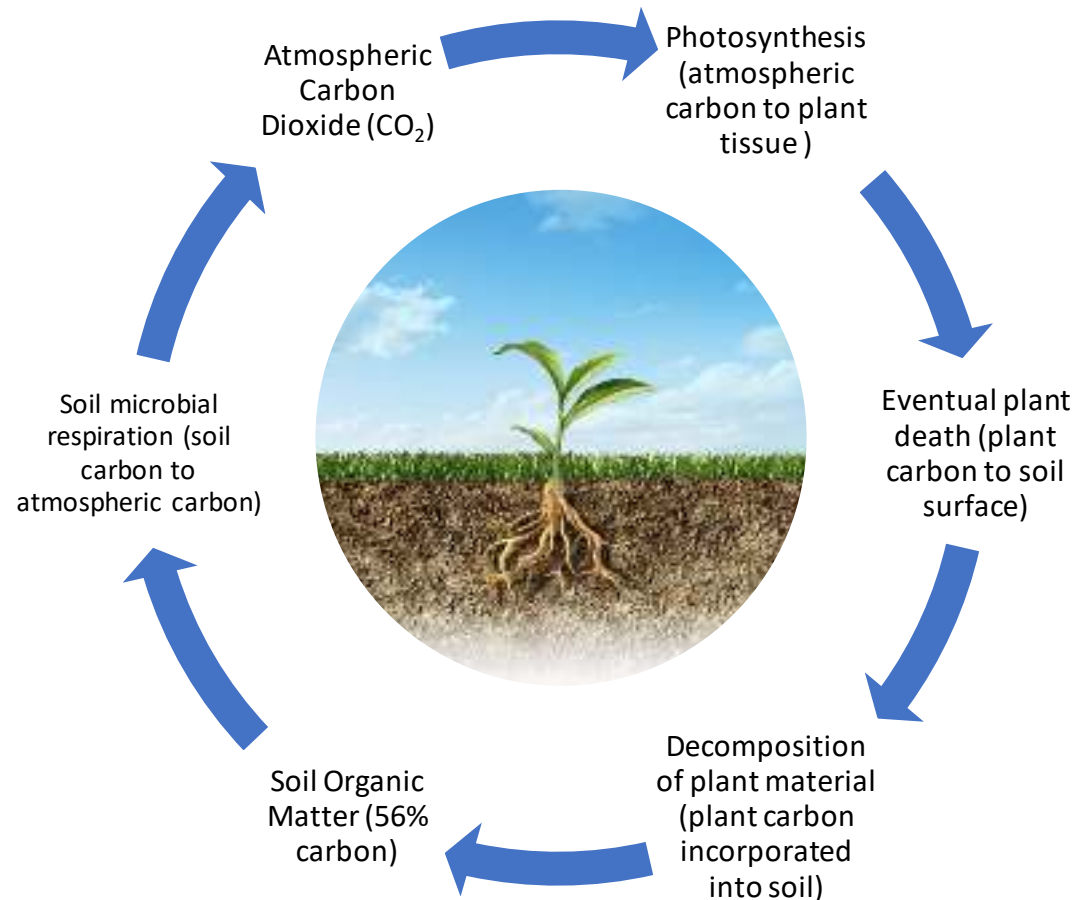 Atmospheric
Carbon
Dioxide (CO₂)
Photosynthesis
(atmospheric
carbon to plant
tissue )
Eventual plant
death (plant
carbon to soil
surface)
Decomposition
of plant material
(plant carbon
incorporated
into soil)
Soil Organic
Matter (56%
carbon)
Soil microbial
respiration (soil
carbon to
atmospheric carbon)